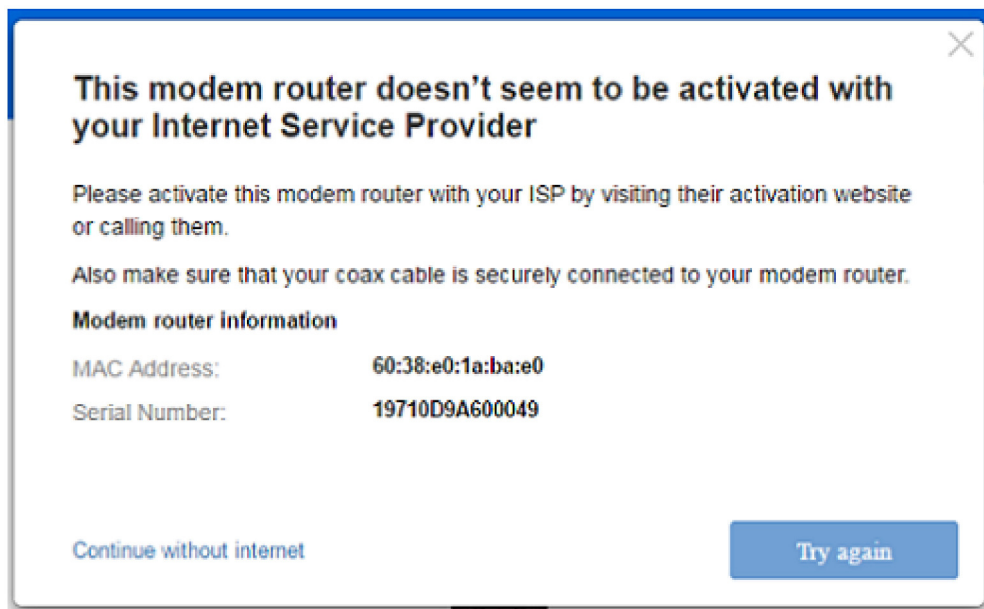 This modem router doesn’t seem to be activated with
your Internet Service Provider
Please activate this modem router with your ISP by visiting their activation website
or calling them.
Also make sure that your coax cable is securely connected to your modem router.
Modem router information
MAC Address: 60:38:e0:1a:ba:e0
Serial Number: 19710D9A600049
Continue without internet
Try again